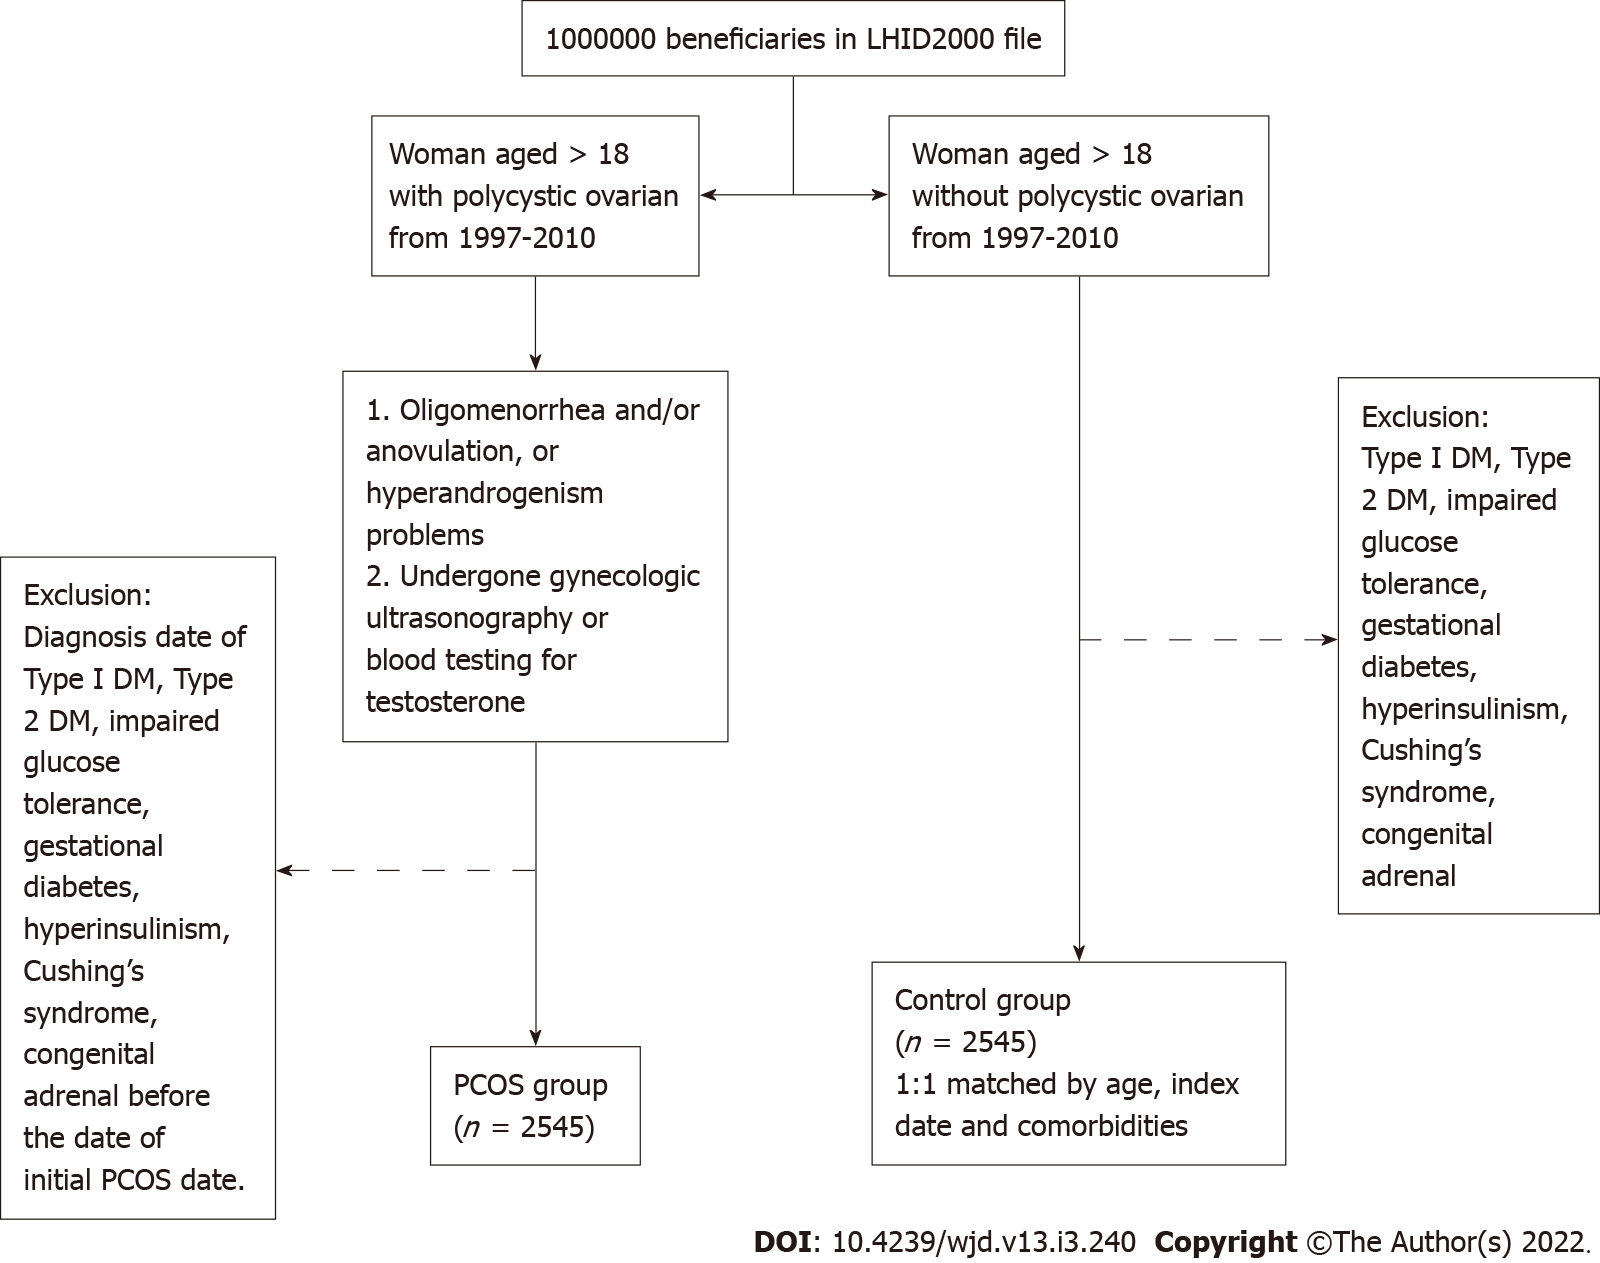 1000000 beneficiaries in LHID2000 file
Woman aged > 18
with polycystic ovarian
from 1997-2010
Woman aged > 18
without polycystic ovarian
from 1997-2010
1. Oligomenorrhea and/or
anovulation, or
hyperandrogenism
problems
2. Undergone gynecologic
ultrasonography or
blood testing for
testosterone
Exclusion:
Type I DM, Type
2 DM, impaired
glucose
tolerance,
gestational
diabetes,
hyperinsulinism,
Cushing’s
syndrome,
congenital
adrenal
Exclusion:
Diagnosis date of
Type I DM, Type
2 DM, impaired
glucose
tolerance,
gestational
diabetes,
hyperinsulinism,
Cushing’s
syndrome,
congenital
adrenal before
the date of
initial PCOS date.
PCOS group
(n = 2545)
Control group
(n = 2545)
1:1 matched by age, index
date and comorbidities
DOI: 10.4239/wjd.v13.i3.240 Copyright ©The Author(s) 2022.